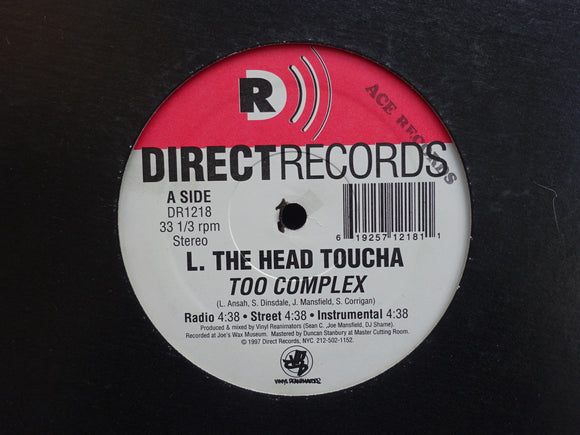 RD
DIRECTRECORDS
ACE RECORDS
A SIDE
DR1218
33 1/3 rpm
Stereo
6 19257 12181 1
L. THE HEAD TOUCHA
TOO COMPLEX
(L. Ansah, S. Dinsdale, J. Mansfield, S. Corrigan)
Radio 4:38 • Street 4:38 • Instrumental 4:38
Produced & mixed by Vinyl Reanimators (Sean C, Joe Mansfield, DJ Shame).
Recorded at Joe's Wax Museum. Mastered by Duncan Stanbury at Master Cutting Room.
© 1997 Direct Records, NYC. 212-502-1152.
VINYL REANIMATORS